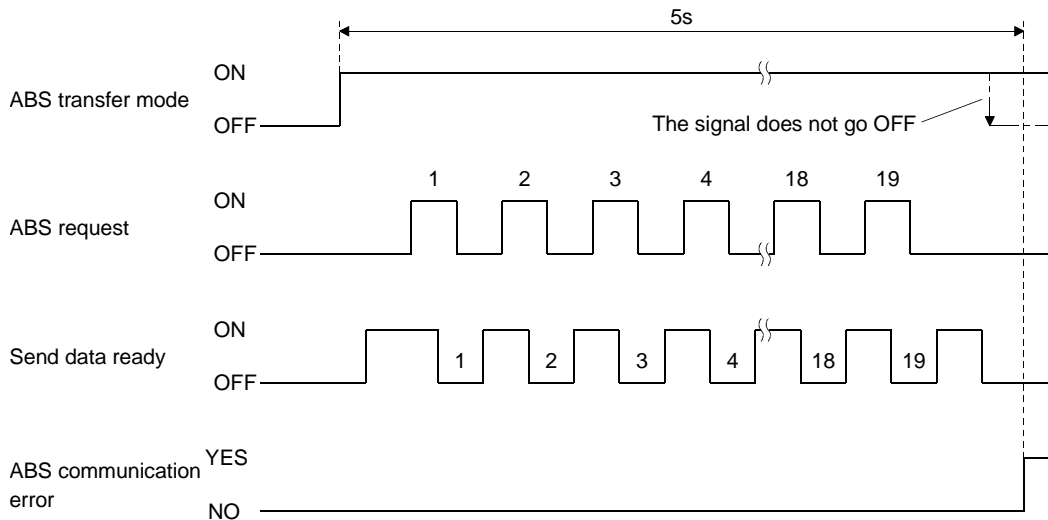 5s
ON
ABS transfer mode
OFF
The signal does not go OFF
1 2 3 4 18 19
ON
ABS request
OFF
ON
Send data ready
1 2 3 4 18 19
OFF
YES
ABS communication
error
NO